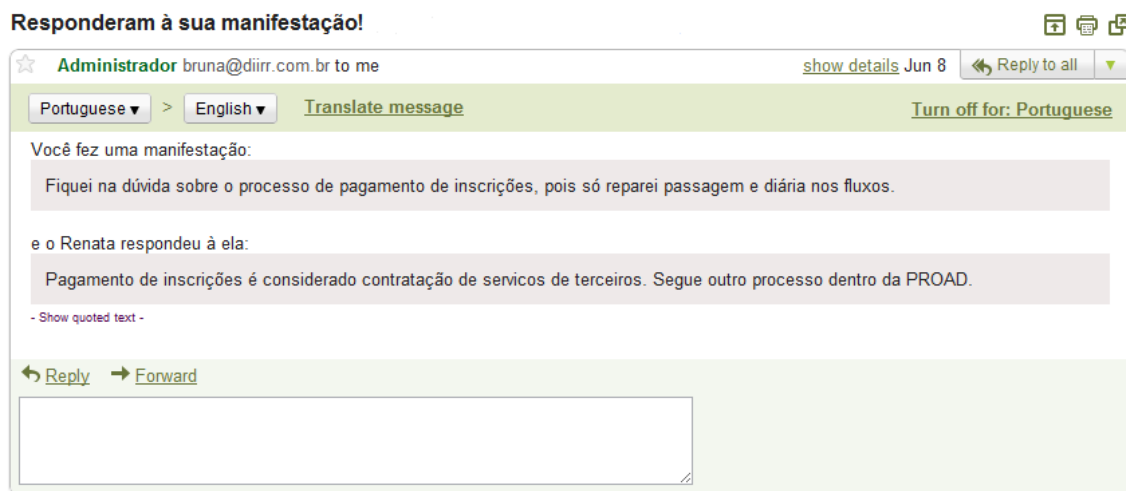 Responderam à sua manifestação!
Administrador bruna@diirr.com.br to me show details Jun 8 Reply to all
Portuguese > English Translate message Turn off for: Portuguese
Você fez uma manifestação:
Fiquei na dúvida sobre o processo de pagamento de inscrições, pois só reparei passagem e diária nos fluxos.
e o Renata respondeu à ela:
Pagamento de inscrições é considerado contratação de servicos de terceiros. Segue outro processo dentro da PROAD.
- Show quoted text -
Reply Forward